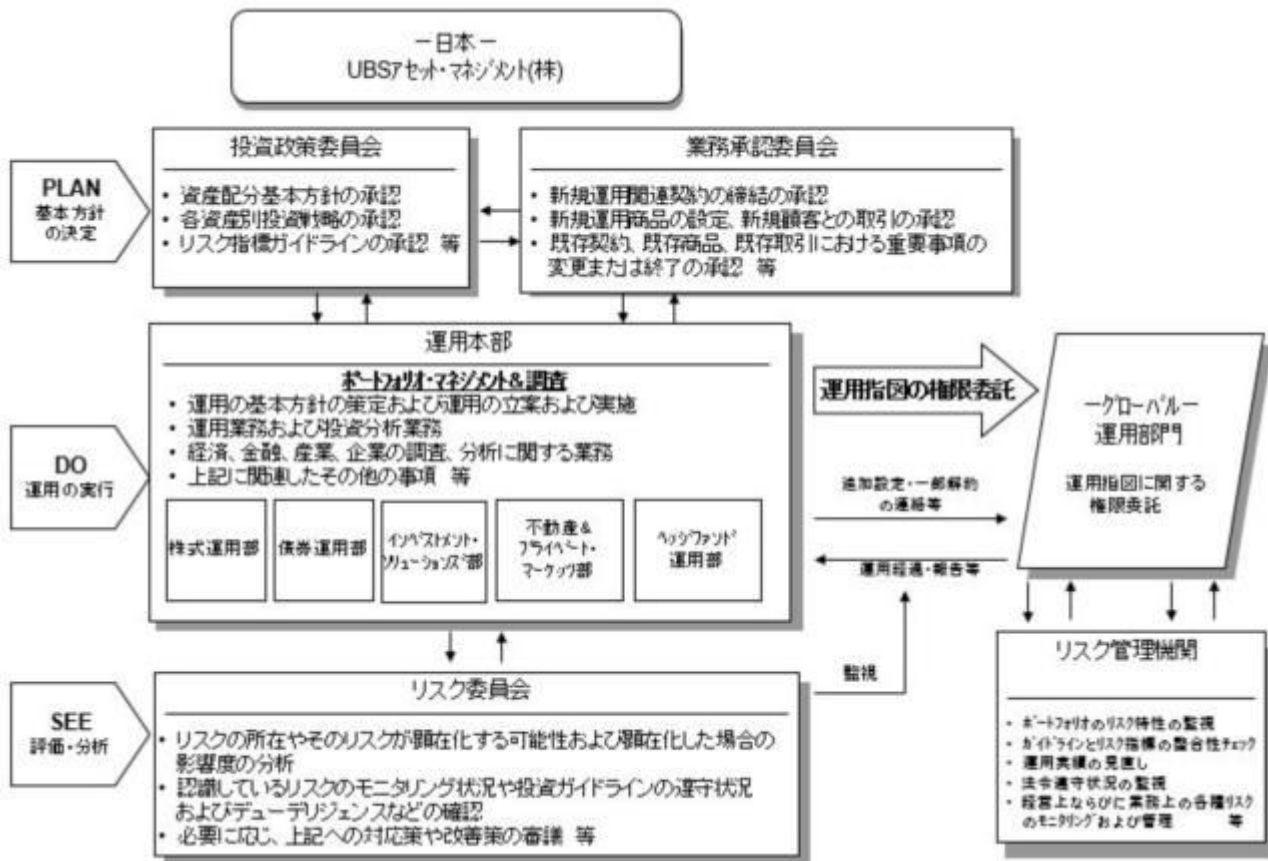 －日本－
UBSアセット・マネジメント(株)
PLAN
基本方針
の決定
投資政策委員会
・ 資産配分基本方針の承認
・ 各資産別投資戦略の承認
・ リスク指標ガイドラインの承認 等
業務承認委員会
・ 新規運用関連契約の締結の承認
・ 新規運用商品の設定、新規顧客との取引の承認
・ 既存契約、既存商品、既存取引における重要事項の
変更または終了の承認 等
DO
運用の実行
運用本部
ポートフォリオ・マネジメント&調査
・ 運用の基本方針の策定および運用の立案および実施
・ 運用業務および投資分析業務
・ 経済、金融、産業、企業の調査、分析に関する業務
・ 上記に関連したその他の事項 等
株式運用部
債券運用部
インベストメント・
ソリューションズ部
不動産&
プライベート・
マーケッツ部
ヘッジファンド
運用部
運用指図の権限委託
追加設定・一部解約
の連絡等
運用経過・報告等
監視
－グローバル－
運用部門
運用指図に関する
権限委託
SEE
評価・分析
リスク委員会
・ リスクの所在やそのリスクが顕在化する可能性および顕在化した場合の
影響度の分析
・ 認識しているリスクのモニタリング状況や投資ガイドラインの遵守状況
およびデューデリジェンスなどの確認
・ 必要に応じ、上記への対応策や改善策の審議 等
リスク管理機関
・ ポートフォリオのリスク特性の監視
・ ガイドラインとリスク指標の整合性チェック
・ 運用実績の見直し
・ 法令遵守状況の監視
・ 経営上ならびに業務上の各種リスク
のモニタリングおよび管理 等